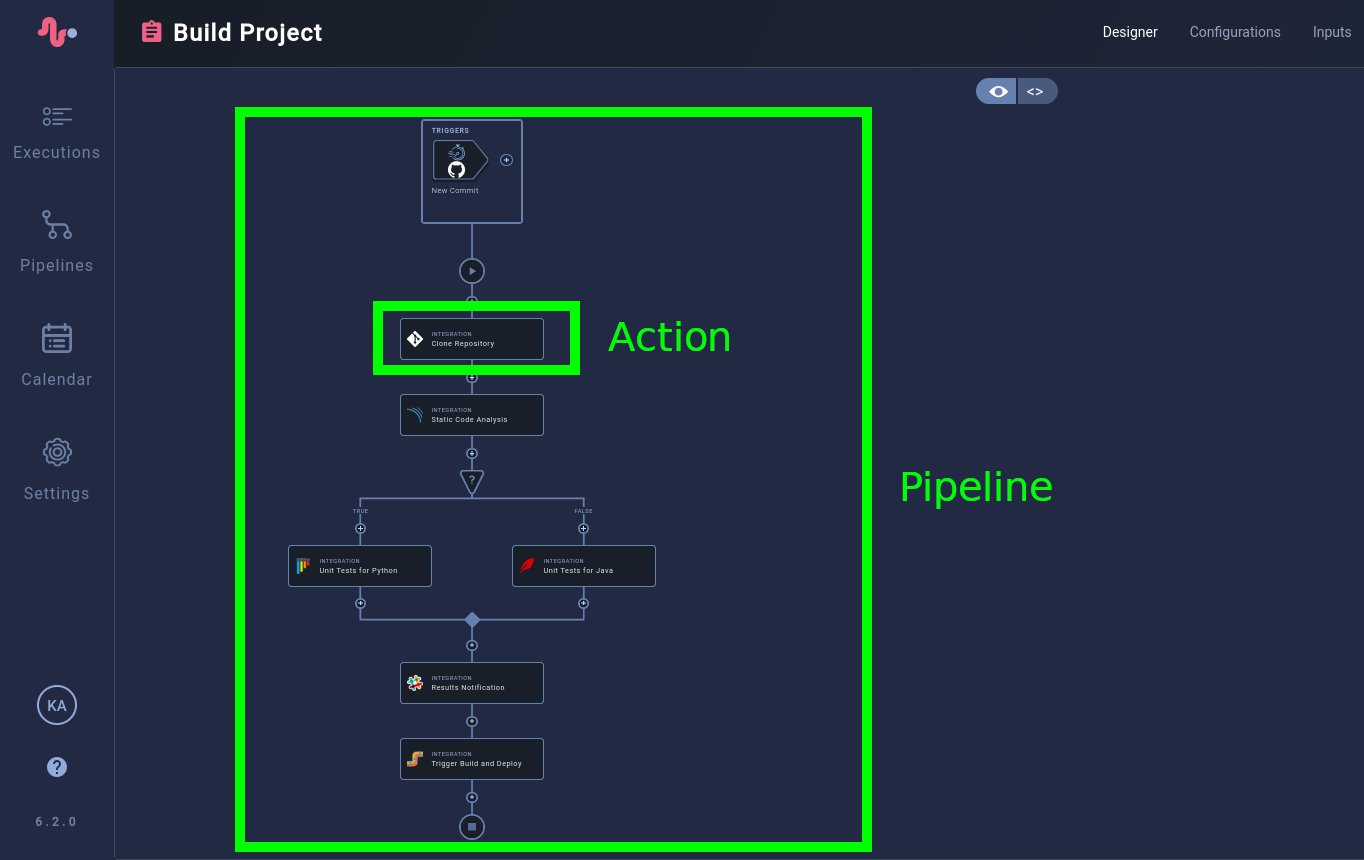 Build Project
Designer
Configurations
Inputs
<>
Executions
Pipelines
Calendar
Settings
KA
?
6.2.0
TRIGGERS
New Commit
INTEGRATION
Clone Repository
Action
INTEGRATION
Static Code Analysis
?
Pipeline
TRUE
FALSE
INTEGRATION
Unit Tests for Python
INTEGRATION
Unit Tests for Java
INTEGRATION
Results Notification
INTEGRATION
Trigger Build and Deploy